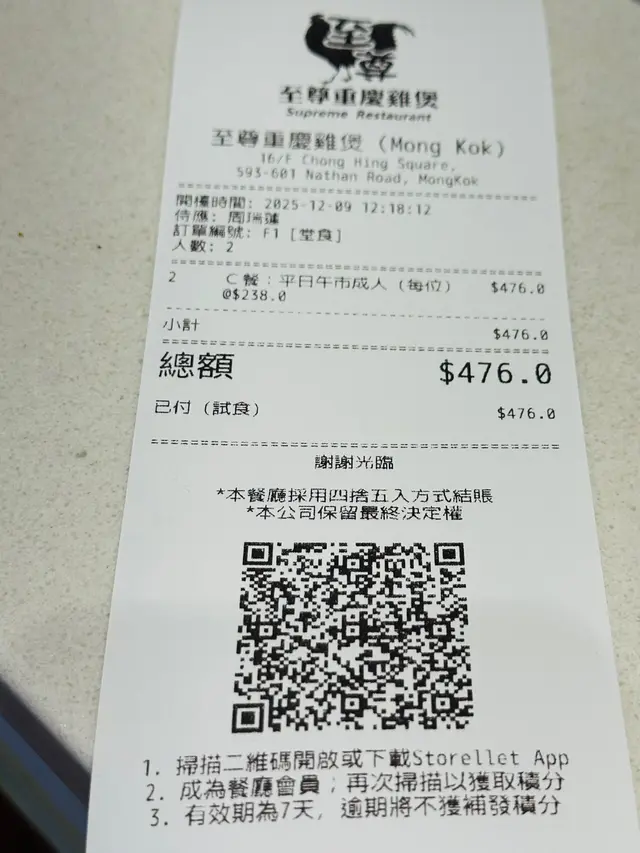 至尊
至尊重慶雞煲
Supreme Restaurant
至尊重慶雞煲 (Mong Kok)
16/F Chong Hing Square,
593-601 Nandan Road, MongKok
開檯時間: 2025-12-09 12:18:12
侍應: 周瑞蓮
訂單編號: F1 [堂食]
人數: 2
2 C餐：平日午市成人 (每位) $476.0
@$238.0
小計 $476.0
總額 $476.0
已付 (試食) $476.0
謝謝光臨
*本餐廳採用四捨五入方式結賬
*本公司保留最終決定權
1. 掃描二維碼開啟或下載Storellet App
2. 成為餐廳會員；再次掃描以獲取積分
3. 有效期為7天，逾期將不獲補發積分